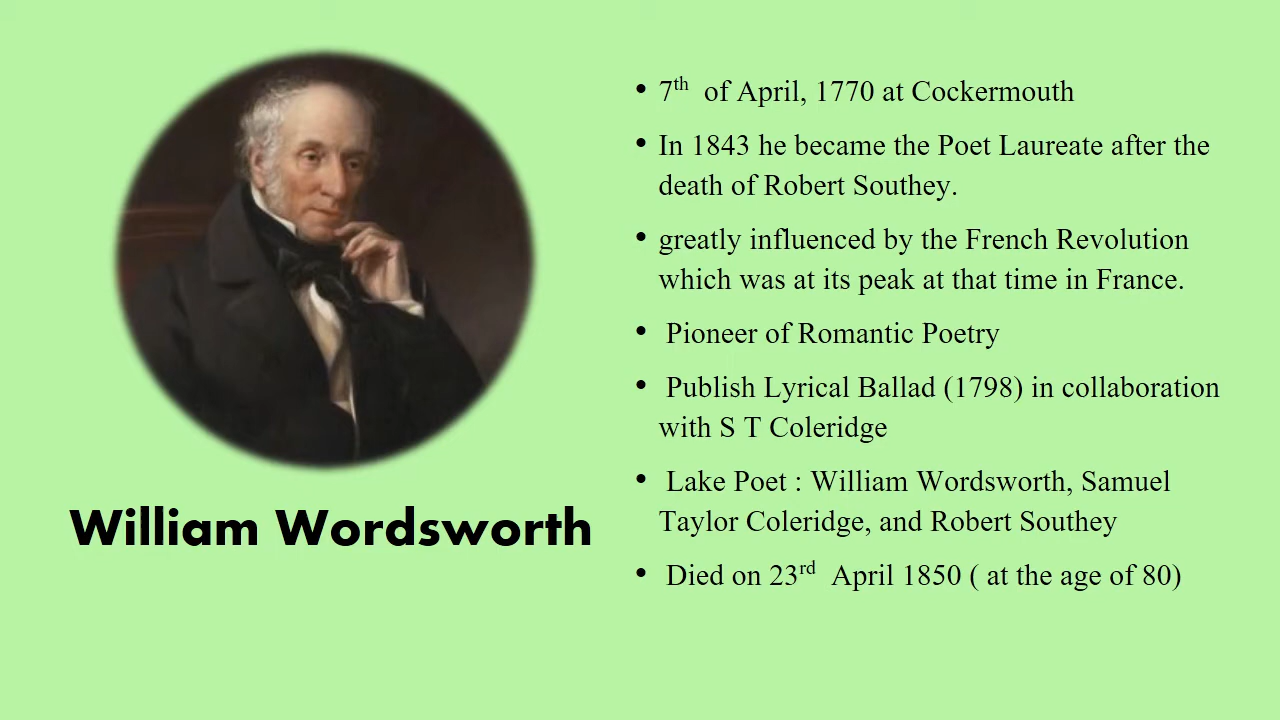 William Wordsworth
• 7th of April, 1770 at Cockermouth
• In 1843 he became the Poet Laureate after the
death of Robert Southey.
• greatly influenced by the French Revolution
which was at its peak at that time in France.
• Pioneer of Romantic Poetry
• Publish Lyrical Ballad (1798) in collaboration
with S T Coleridge
• Lake Poet : William Wordsworth, Samuel
Taylor Coleridge, and Robert Southey
• Died on 23rd April 1850 ( at the age of 80)